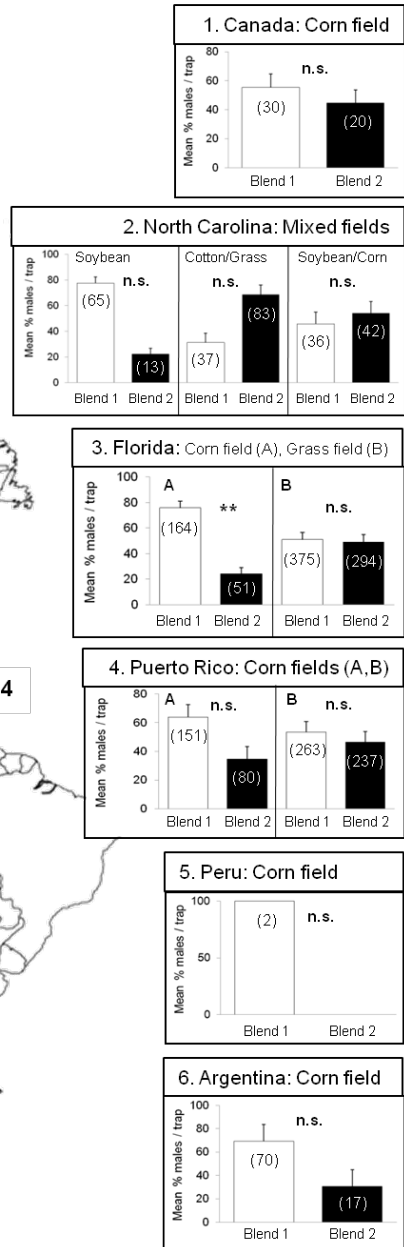 1. Canada: Corn field
Mean % males / trap
80
60
40
20
0
n.s.
(30)
(20)
Blend 1 Blend 2
2. North Carolina: Mixed fields
Mean % males / trap
100
80
60
40
20
0
Soybean
n.s.
(65)
(13)
Blend 1 Blend 2
Cotton/Grass
n.s.
(37)
(83)
Blend 1 Blend 2
Soybean/Corn
n.s.
(36)
(42)
Blend 1 Blend 2
3. Florida: Corn field (A), Grass field (B)
Mean % males / trap
100
80
60
40
20
0
A
**
(164)
(51)
Blend 1 Blend 2
B
n.s.
(375)
(294)
Blend 1 Blend 2
4
4. Puerto Rico: Corn fields (A,B)
Mean % males / trap
80
60
40
20
0
A
n.s.
(151)
(80)
Blend 1 Blend 2
B
n.s.
(263)
(237)
Blend 1 Blend 2
5. Peru: Corn field
Mean % males / trap
100
50
0
(2)
n.s.
Blend 1 Blend 2
6. Argentina: Corn field
Mean % males / trap
100
80
60
40
20
0
n.s.
(70)
(17)
Blend 1 Blend 2